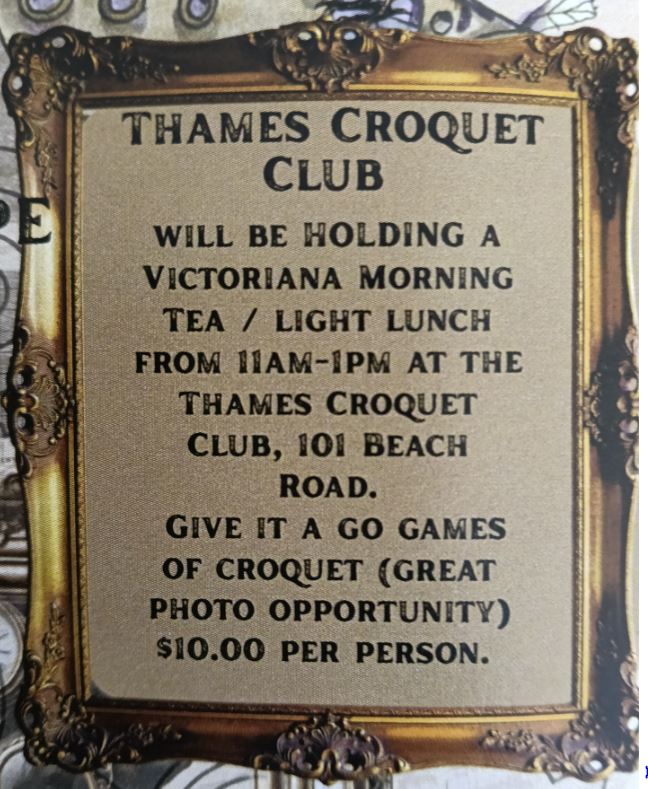 THAMES CROQUET
CLUB
WILL BE HOLDING A
VICTORIANA MORNING
TEA / LIGHT LUNCH
FROM 11AM-1PM AT THE
THAMES CROQUET
CLUB, 101 BEACH
ROAD.
GIVE IT A GO GAMES
OF CROQUET (GREAT
PHOTO OPPORTUNITY)
$10.00 PER PERSON.